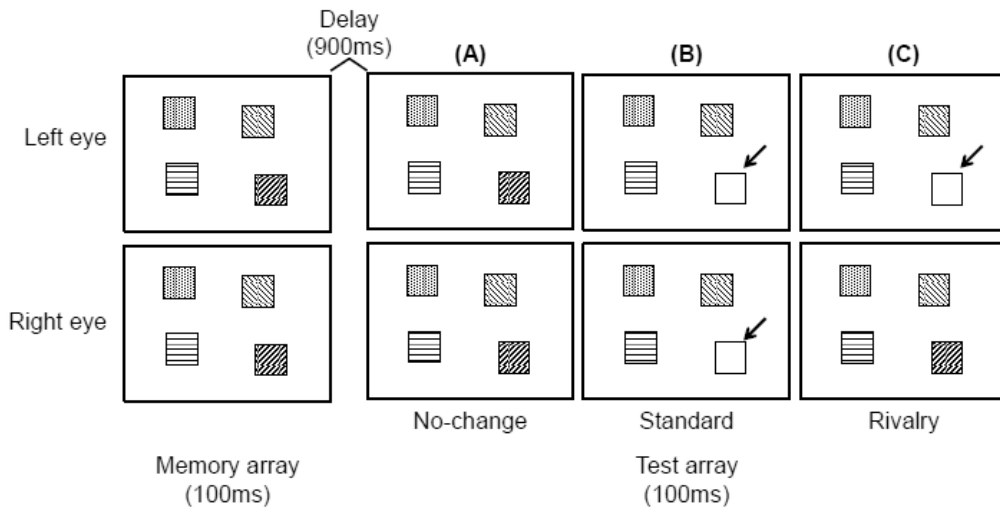 Delay
(900ms)
(A)
(B)
(C)
Left eye
Right eye
No-change
Standard
Rivalry
Memory array
(100ms)
Test array
(100ms)